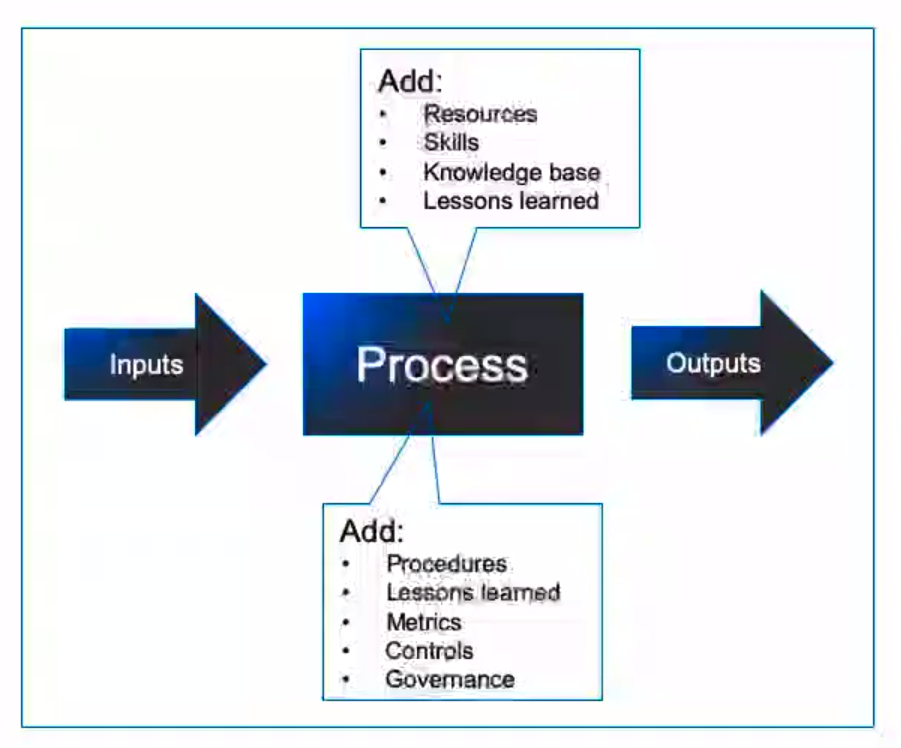 Add:
• Resources
• Skills
• Knowledge base
• Lessons learned
Inputs
Process
Outputs
Add:
• Procedures
• Lessons learned
• Metrics
• Controls
• Governance